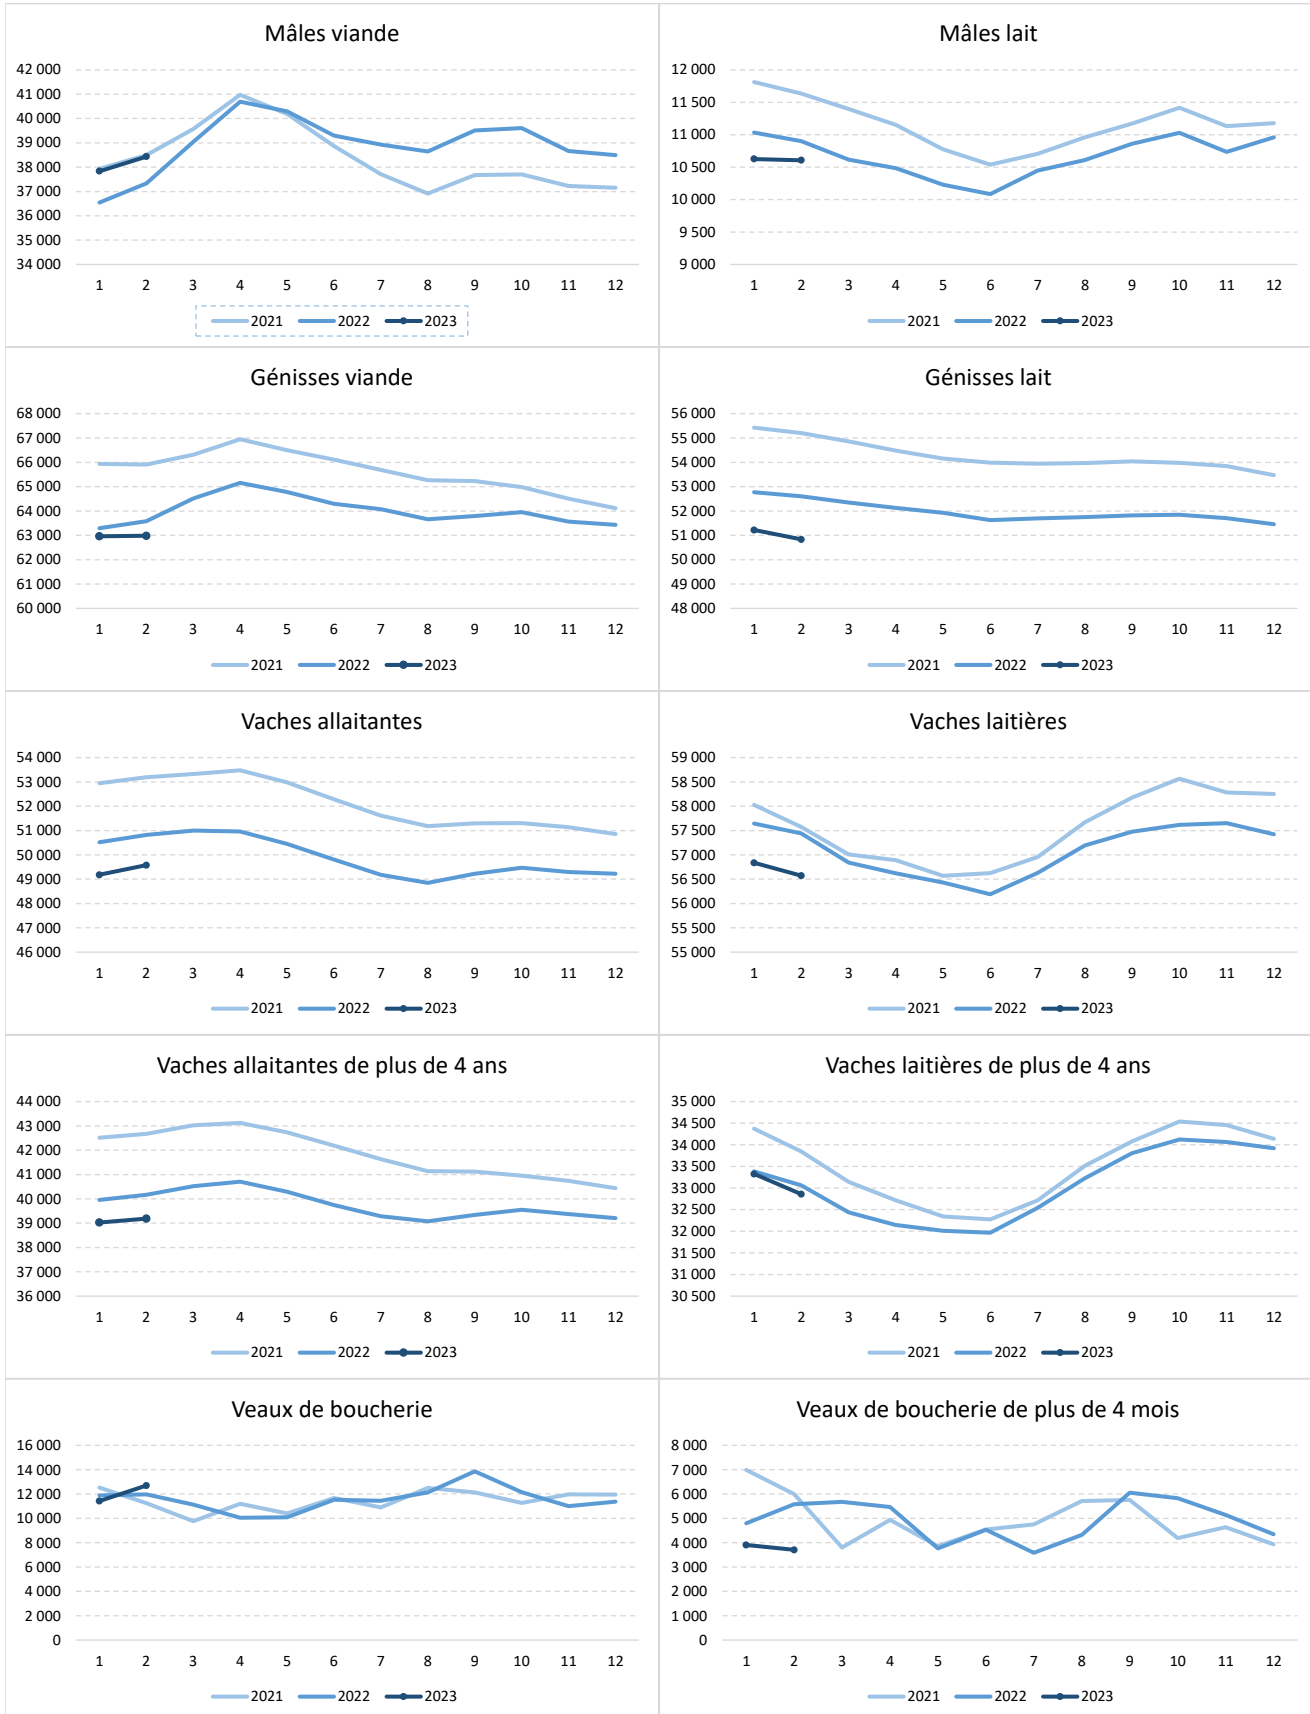 Mâles viande
42 000
41 000
40 000
39 000
38 000
37 000
36 000
35 000
34 000
1 2 3 4 5 6 7 8 9 10 11 12
2021 2022 2023
Mâles lait
12 000
11 500
11 000
10 500
10 000
9 500
9 000
1 2 3 4 5 6 7 8 9 10 11 12
2021 2022 2023
Génisses viande
68 000
67 000
66 000
65 000
64 000
63 000
62 000
61 000
60 000
1 2 3 4 5 6 7 8 9 10 11 12
2021 2022 2023
Génisses lait
56 000
55 000
54 000
53 000
52 000
51 000
50 000
49 000
48 000
1 2 3 4 5 6 7 8 9 10 11 12
2021 2022 2023
Vaches allaitantes
54 000
53 000
52 000
51 000
50 000
49 000
48 000
47 000
46 000
1 2 3 4 5 6 7 8 9 10 11 12
2021 2022 2023
Vaches laitières
59 000
58 500
58 000
57 500
57 000
56 500
56 000
55 500
55 000
1 2 3 4 5 6 7 8 9 10 11 12
2021 2022 2023
Vaches allaitantes de plus de 4 ans
44 000
43 000
42 000
41 000
40 000
39 000
38 000
37 000
36 000
1 2 3 4 5 6 7 8 9 10 11 12
2021 2022 2023
Vaches laitières de plus de 4 ans
35 000
34 500
34 000
33 500
33 000
32 500
32 000
31 500
31 000
30 500
1 2 3 4 5 6 7 8 9 10 11 12
2021 2022 2023
Veaux de boucherie
16 000
14 000
12 000
10 000
8 000
6 000
4 000
2 000
0
1 2 3 4 5 6 7 8 9 10 11 12
2021 2022 2023
Veaux de boucherie de plus de 4 mois
8 000
7 000
6 000
5 000
4 000
3 000
2 000
1 000
0
1 2 3 4 5 6 7 8 9 10 11 12
2021 2022 2023